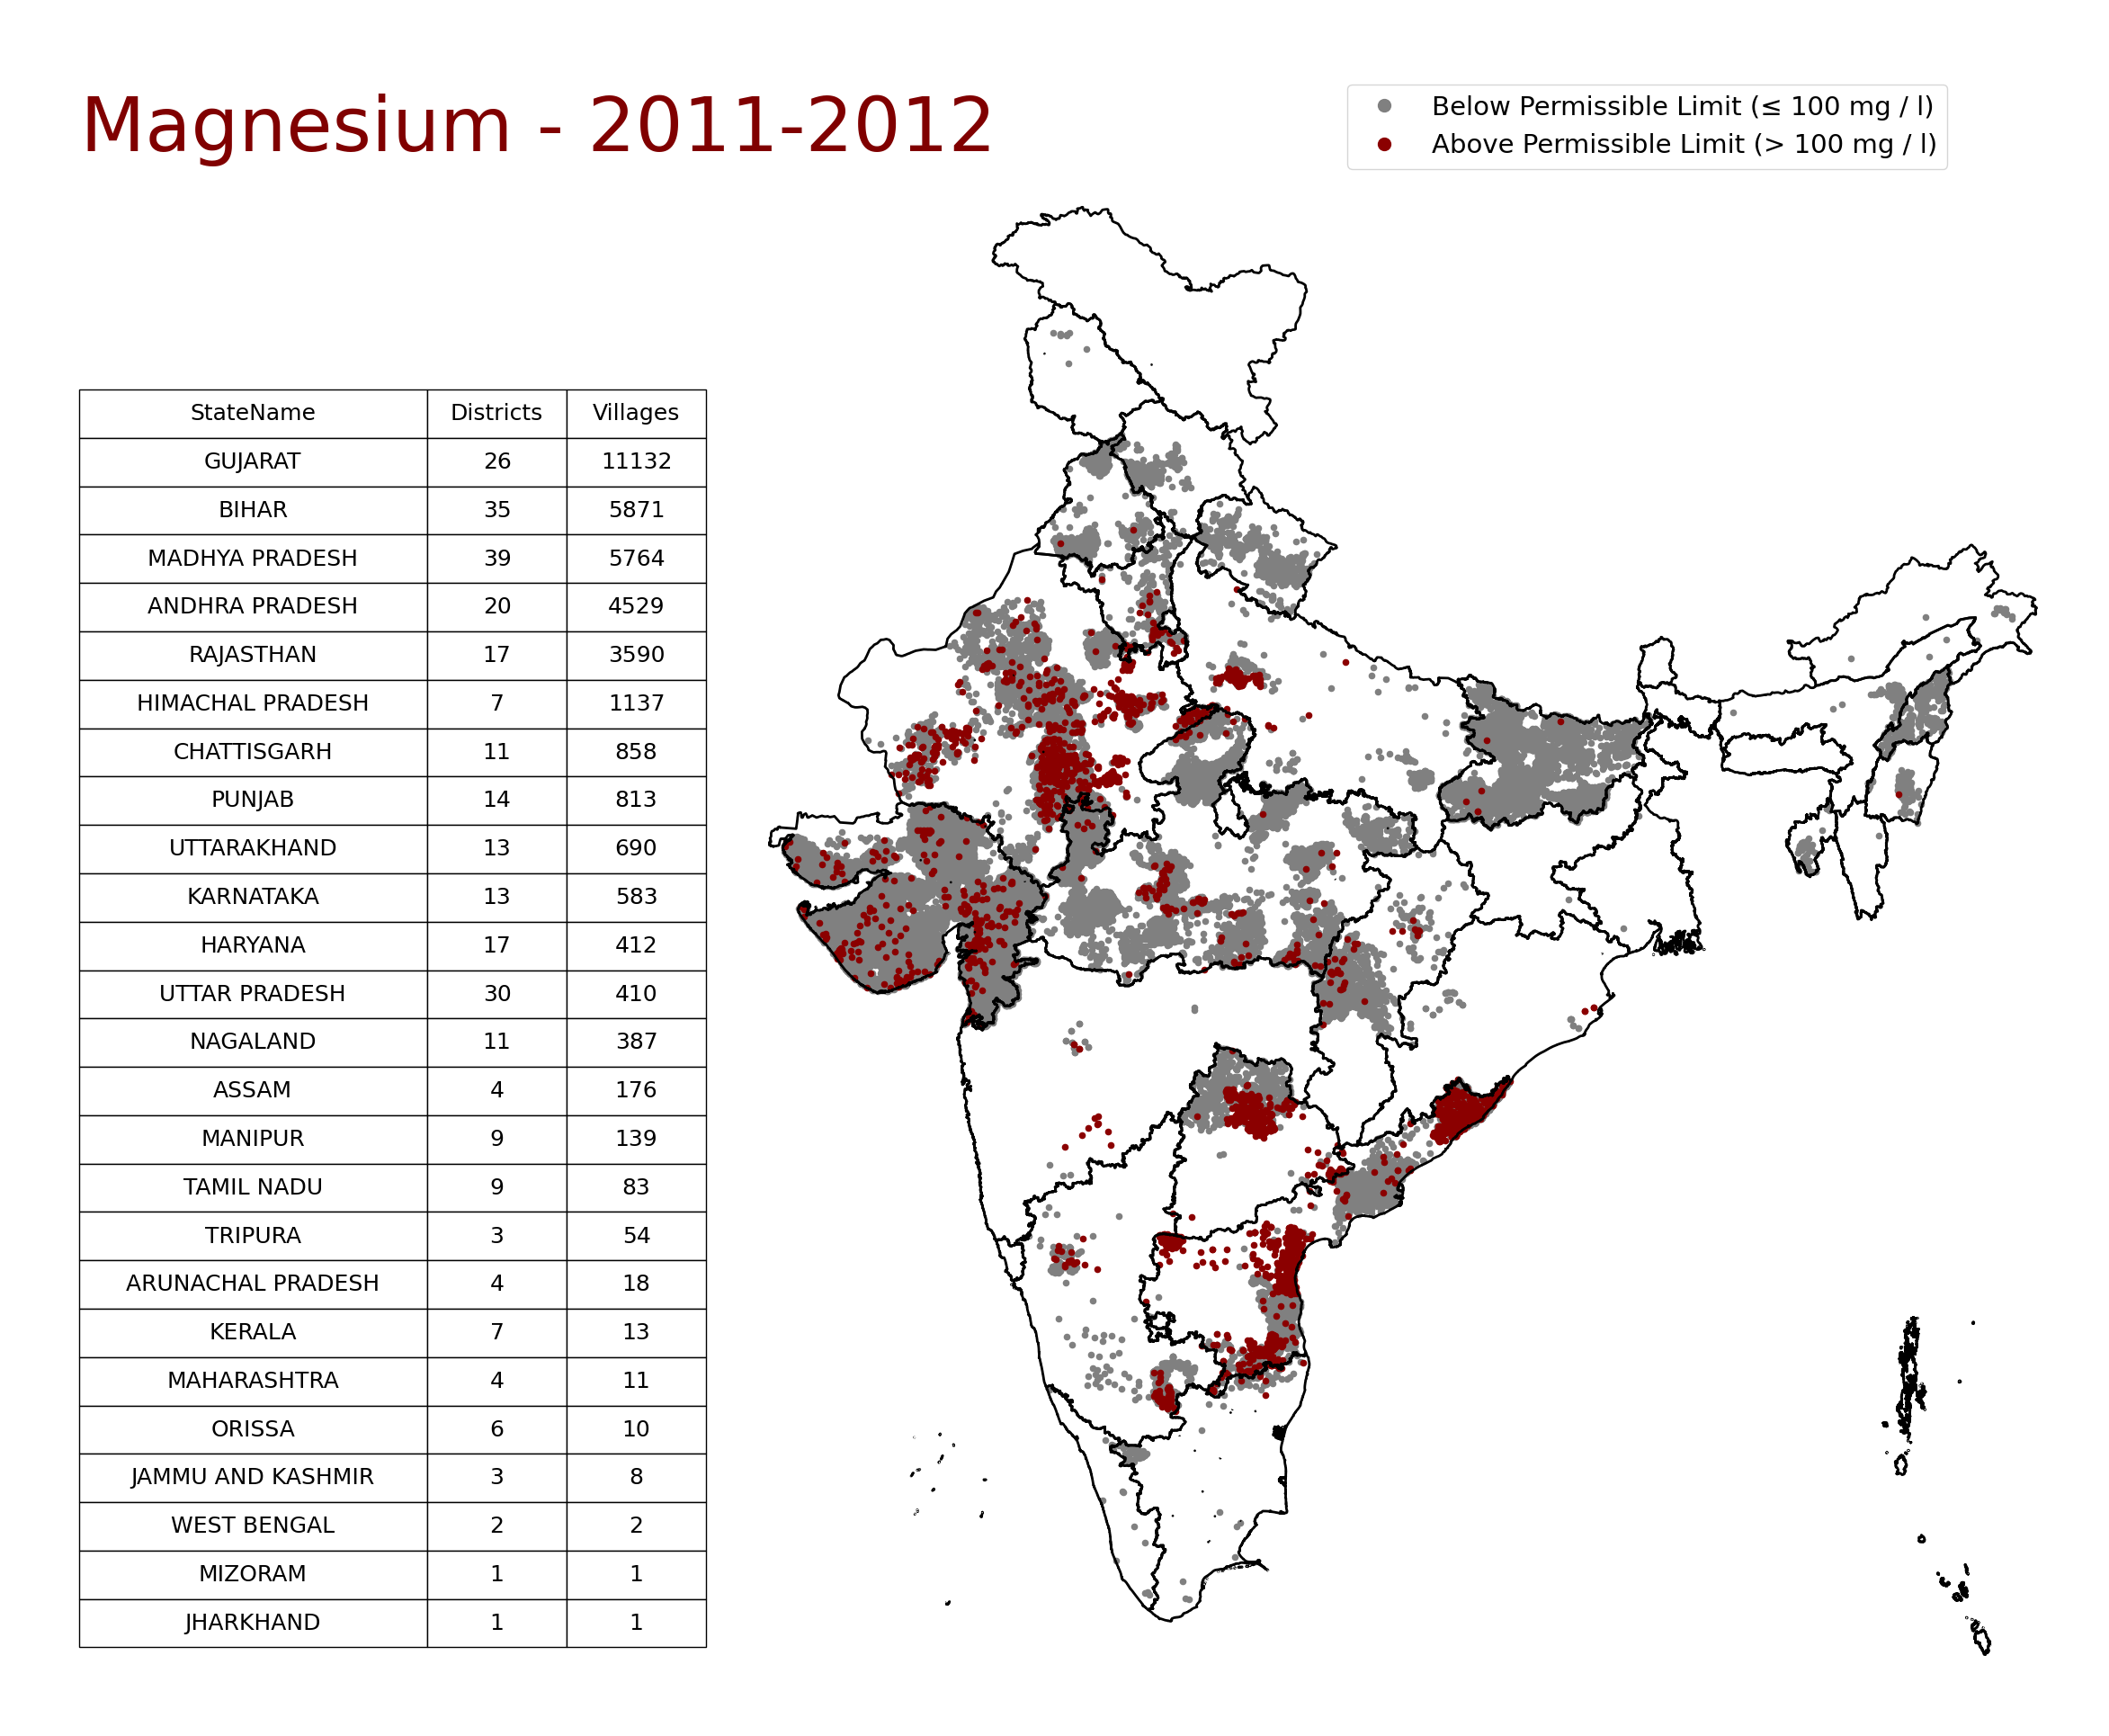 Magnesium - 2011-2012
Below Permissible Limit (≤ 100 mg / l)
Above Permissible Limit (> 100 mg / l)
StateName Districts Villages
GUJARAT 26 11132
BIHAR 35 5871
MADHYA PRADESH 39 5764
ANDHRA PRADESH 20 4529
RAJASTHAN 17 3590
HIMACHAL PRADESH 7 1137
CHATTISGARH 11 858
PUNJAB 14 813
UTTARAKHAND 13 690
KARNATAKA 13 583
HARYANA 17 412
UTTAR PRADESH 30 410
NAGALAND 11 387
ASSAM 4 176
MANIPUR 9 139
TAMIL NADU 9 83
TRIPURA 3 54
ARUNACHAL PRADESH 4 18
KERALA 7 13
MAHARASHTRA 4 11
ORISSA 6 10
JAMMU AND KASHMIR 3 8
WEST BENGAL 2 2
MIZORAM 1 1
JHARKHAND 1 1